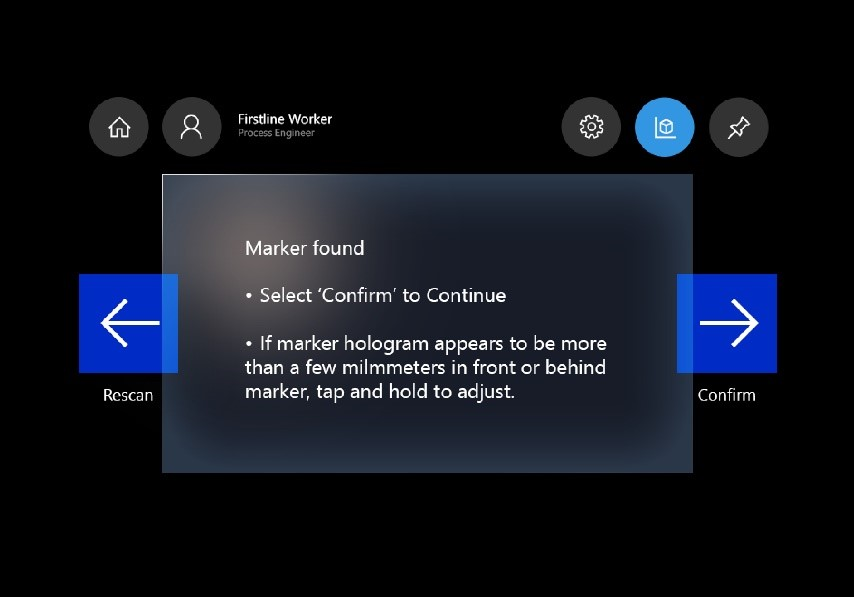 Firstline Worker
Process Engineer
Marker found
• Select ‘Confirm’ to Continue
• If marker hologram appears to be more
than a few milmmeters in front or behind
marker, tap and hold to adjust.
Rescan
Confirm